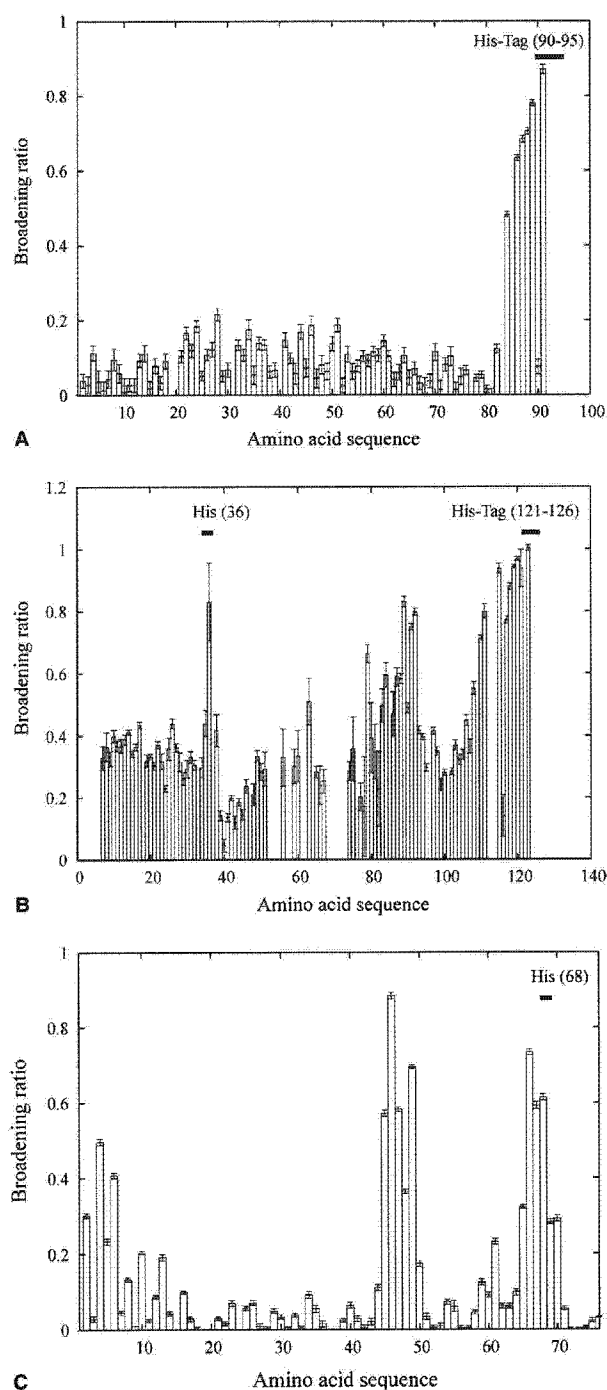 His-Tag (90-95)
1
0.8
0.6
0.4
0.2
0
Broadening ratio
10 20 30 40 50 60 70 80 90 100
A
Amino acid sequence
1.2
His (36) His-Tag (121-126)
1
0.8
0.6
0.4
0.2
0
Broadening ratio
0 20 40 60 80 100 120 140
B
Amino acid sequence
1
His (68)
0.8
0.6
0.4
0.2
0
Broadening ratio
10 20 30 40 50 60 70
C
Amino acid sequence